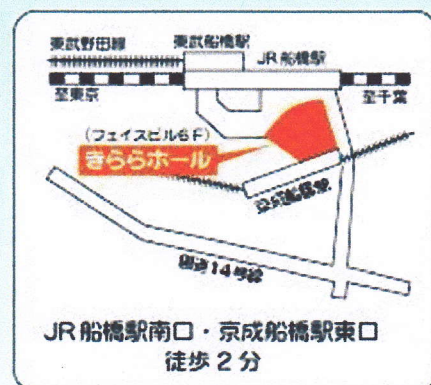 東武野田線
東武船橋駅
JR船橋駅
至東京
至千葉
(フェイスビル6F)
きららホール
京成船橋駅
国道14号線
JR船橋駅南口・京成船橋駅東口
徒歩2分